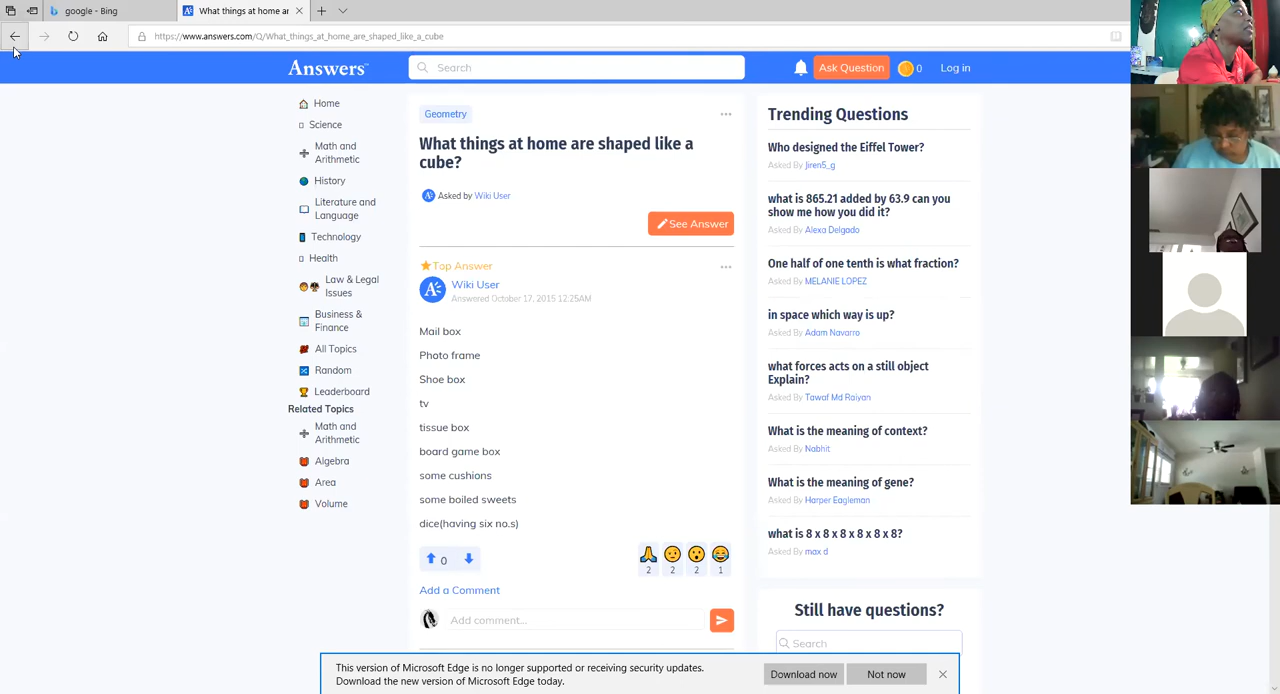 google - Bing
What things at home ar
https://www.answers.com/Q/What_things_at_home_are_shaped_like_a_cube
Answers
Search
Ask Question
0
Log in
Home
Science
Math and
Arithmetic
History
Literature and
Language
Technology
Health
Law & Legal
Issues
Business &
Finance
All Topics
Random
Leaderboard
Related Topics
Math and
Arithmetic
Algebra
Area
Volume
Geometry
What things at home are shaped like a
cube?
Asked by Wiki User
See Answer
Top Answer
Wiki User
Answered October 17, 2015 12:25AM
Mail box
Photo frame
Shoe box
tv
tissue box
board game box
some cushions
some boiled sweets
dice(having six no.s)
0
2 2 2 1
Add a Comment
Add comment...
Trending Questions
Who designed the Eiffel Tower?
Asked By Jiren5_g
what is 865.21 added by 63.9 can you
show me how you did it?
Asked By Alexa Delgado
One half of one tenth is what fraction?
Asked By MELANIE LOPEZ
in space which way is up?
Asked By Adam Navarro
what forces acts on a still object
Explain?
Asked By Tawaf Md Raiyan
What is the meaning of context?
Asked By Nabhit
What is the meaning of gene?
Asked By Harper Eagleman
what is 8 x 8 x 8 x 8 x 8 x 8?
Asked By max d
Still have questions?
Search
This version of Microsoft Edge is no longer supported or receiving security updates.
Download the new version of Microsoft Edge today.
Download now
Not now